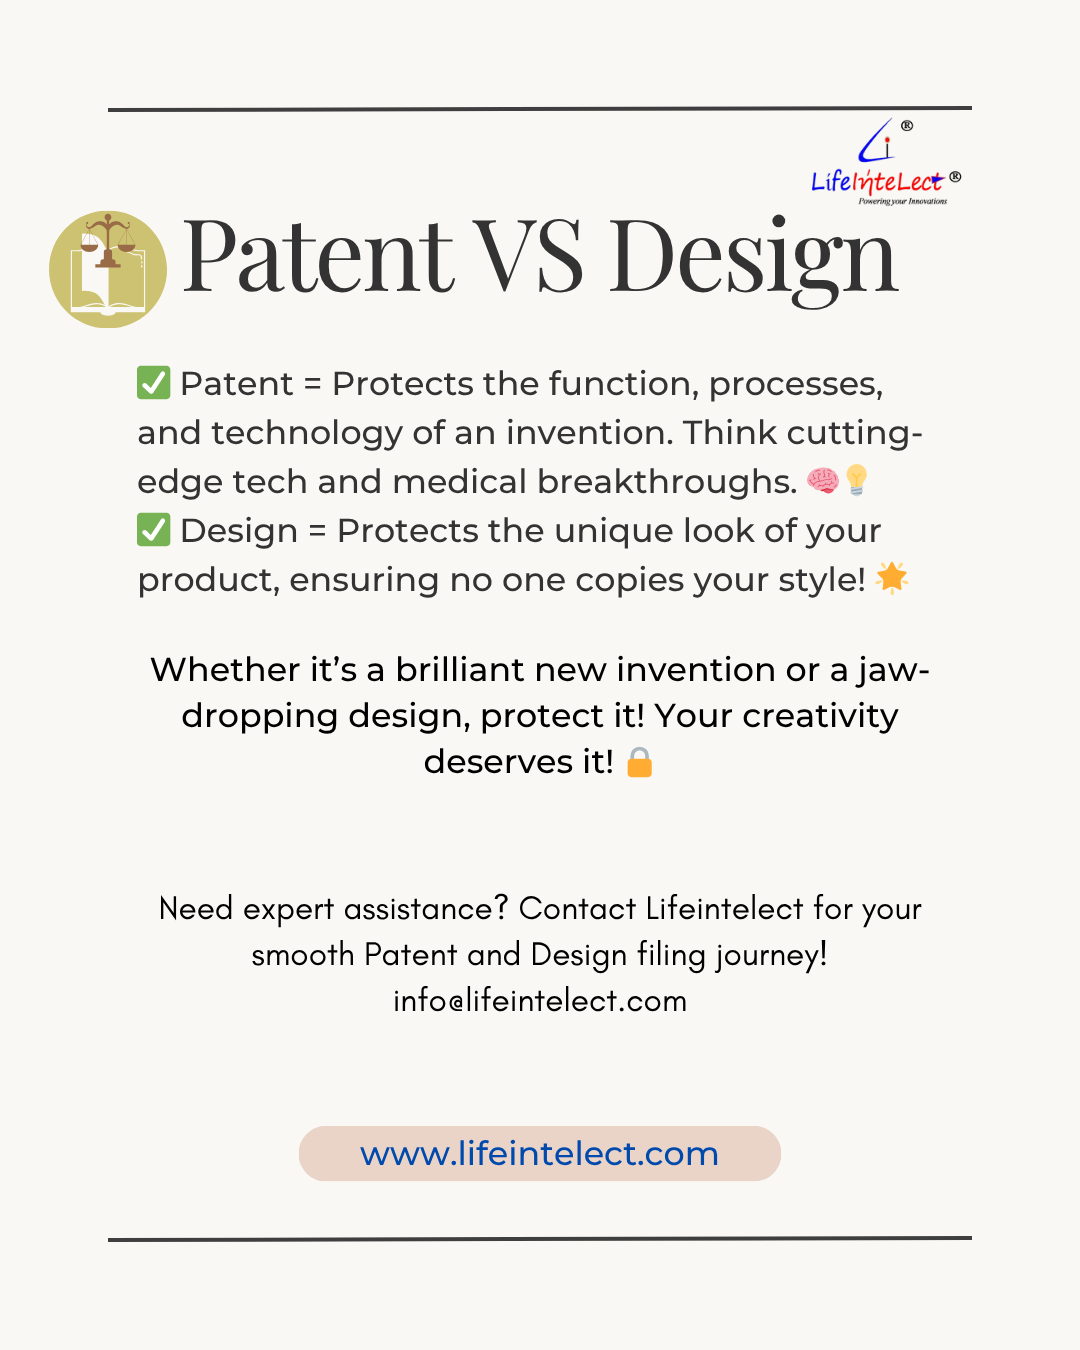 ®
LifeInteLect®
Powering your Innovations
Patent VS Design
✅ Patent = Protects the function, processes,
and technology of an invention. Think cutting-
edge tech and medical breakthroughs. 🧠💡
✅ Design = Protects the unique look of your
product, ensuring no one copies your style! 🌟
Whether it’s a brilliant new invention or a jaw-
dropping design, protect it! Your creativity
deserves it! 🔒
Need expert assistance? Contact Lifeintelect for your
smooth Patent and Design filing journey!
info@lifeintelect.com
www.lifeintelect.com